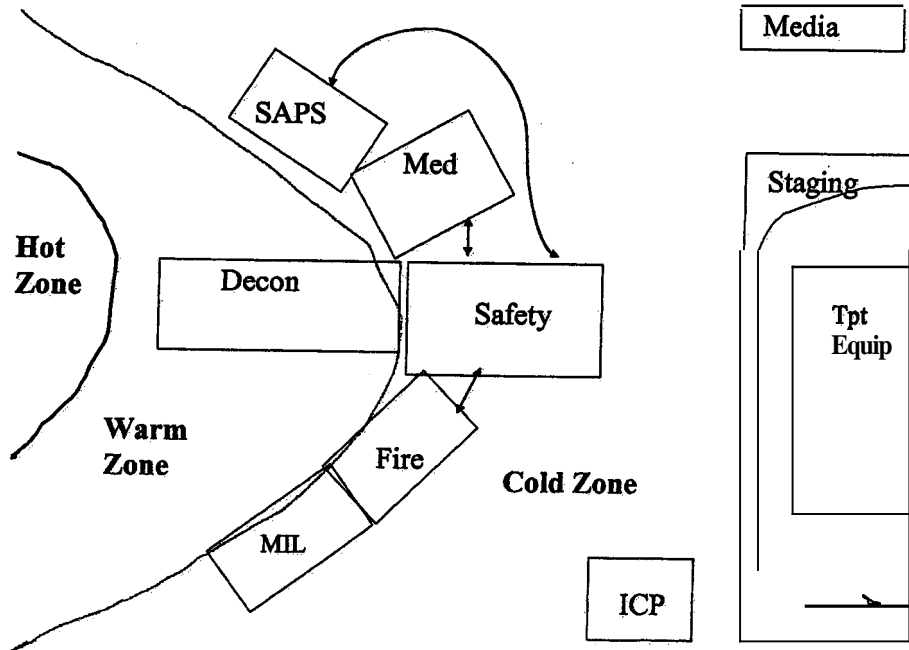 Media
SAPS
Med
Staging
Hot
Zone
Decon
Safety
Tpt
Equip
Warm
Zone
Fire
Cold Zone
MIL
ICP